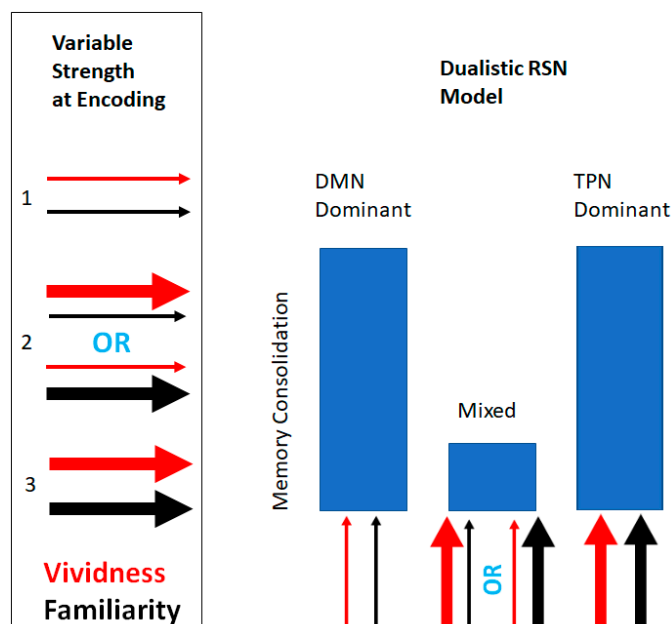 Variable
Strength
at Encoding
1
2
OR
3
Vividness
Familiarity
Dualistic RSN
Model
DMN
Dominant
TPN
Dominant
Mixed
Memory Consolidation
OR